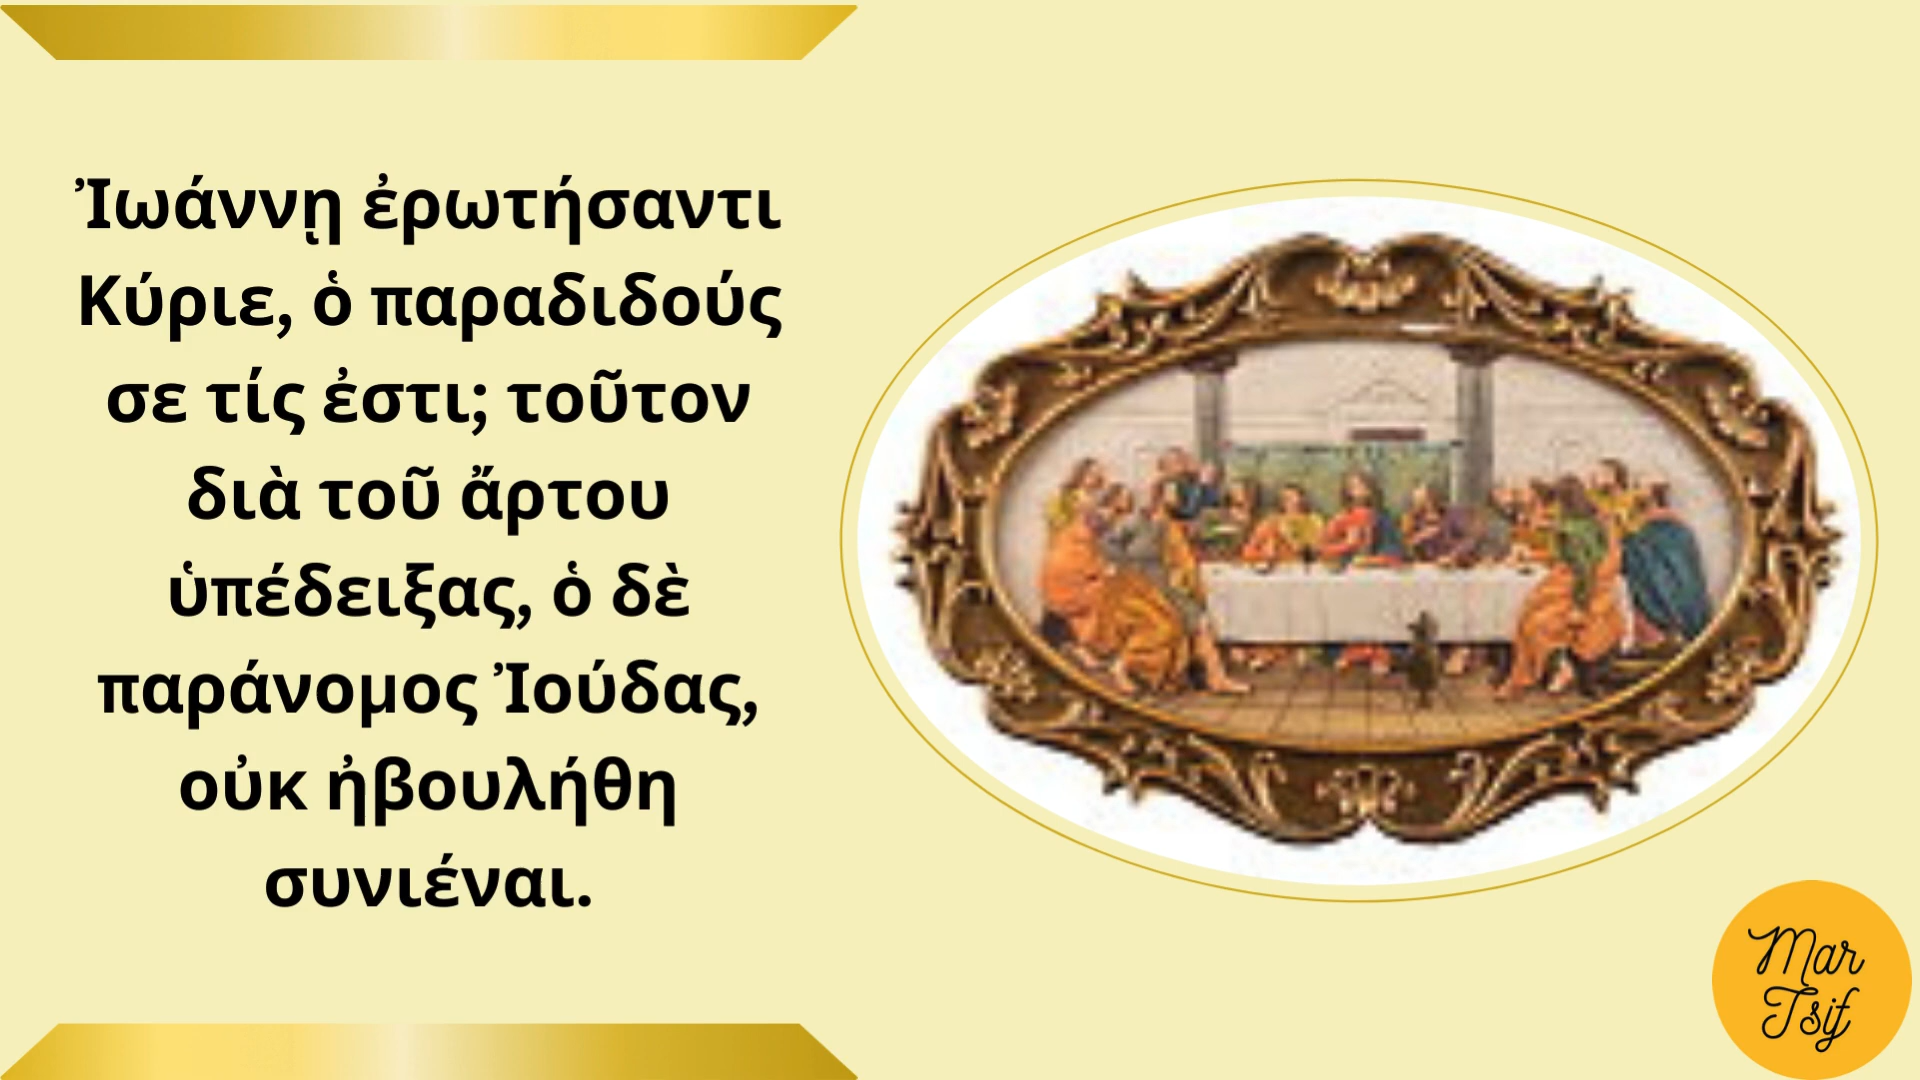 Ἰωάννῃ ἐρωτήσαντι
Κύριε, ὁ παραδιδούς
σε τίς ἐστι; τοῦτον
διὰ τοῦ ἄρτου
ὑπέδειξας, ὁ δὲ
παράνομος Ἰούδας,
οὐκ ἠβουλήθη
συνιέναι.
Mar
Tsif